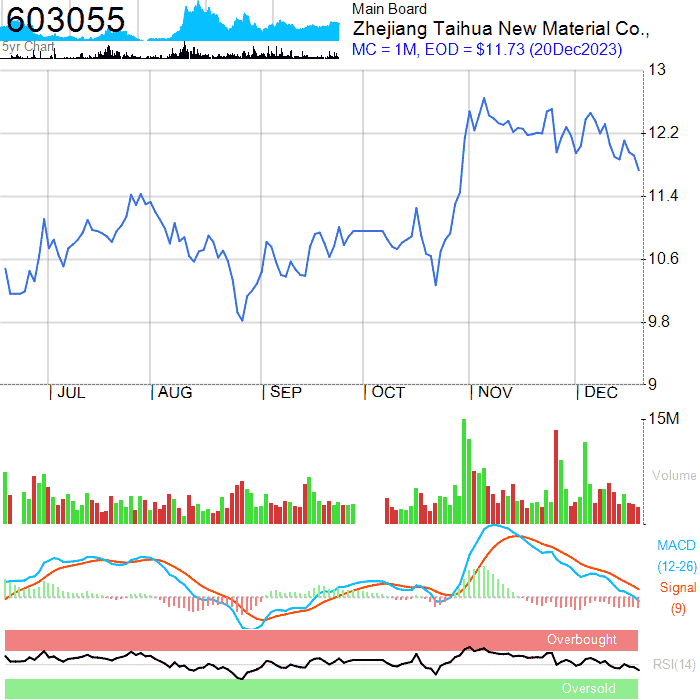 603055
5yr Chart
Main Board
Zhejiang Taihua New Material Co.,
MC = 1M, EOD = $11.73 (20Dec2023)
13
12.2
11.4
10.6
9.8
9
JUL
AUG
SEP
OCT
NOV
DEC
15M
Volume
MACD
(12-26)
Signal
(9)
Overbought
RSI(14)
Oversold